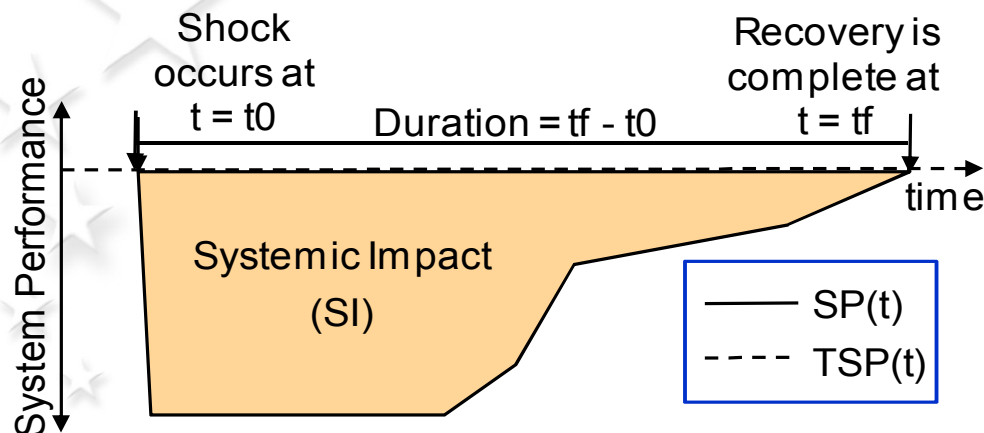 Shock
occurs at
t = t0
Recovery is
complete at
t = tf
Duration = tf - t0
System Performance
time
Systemic Impact
(SI)
SP(t)
TSP(t)